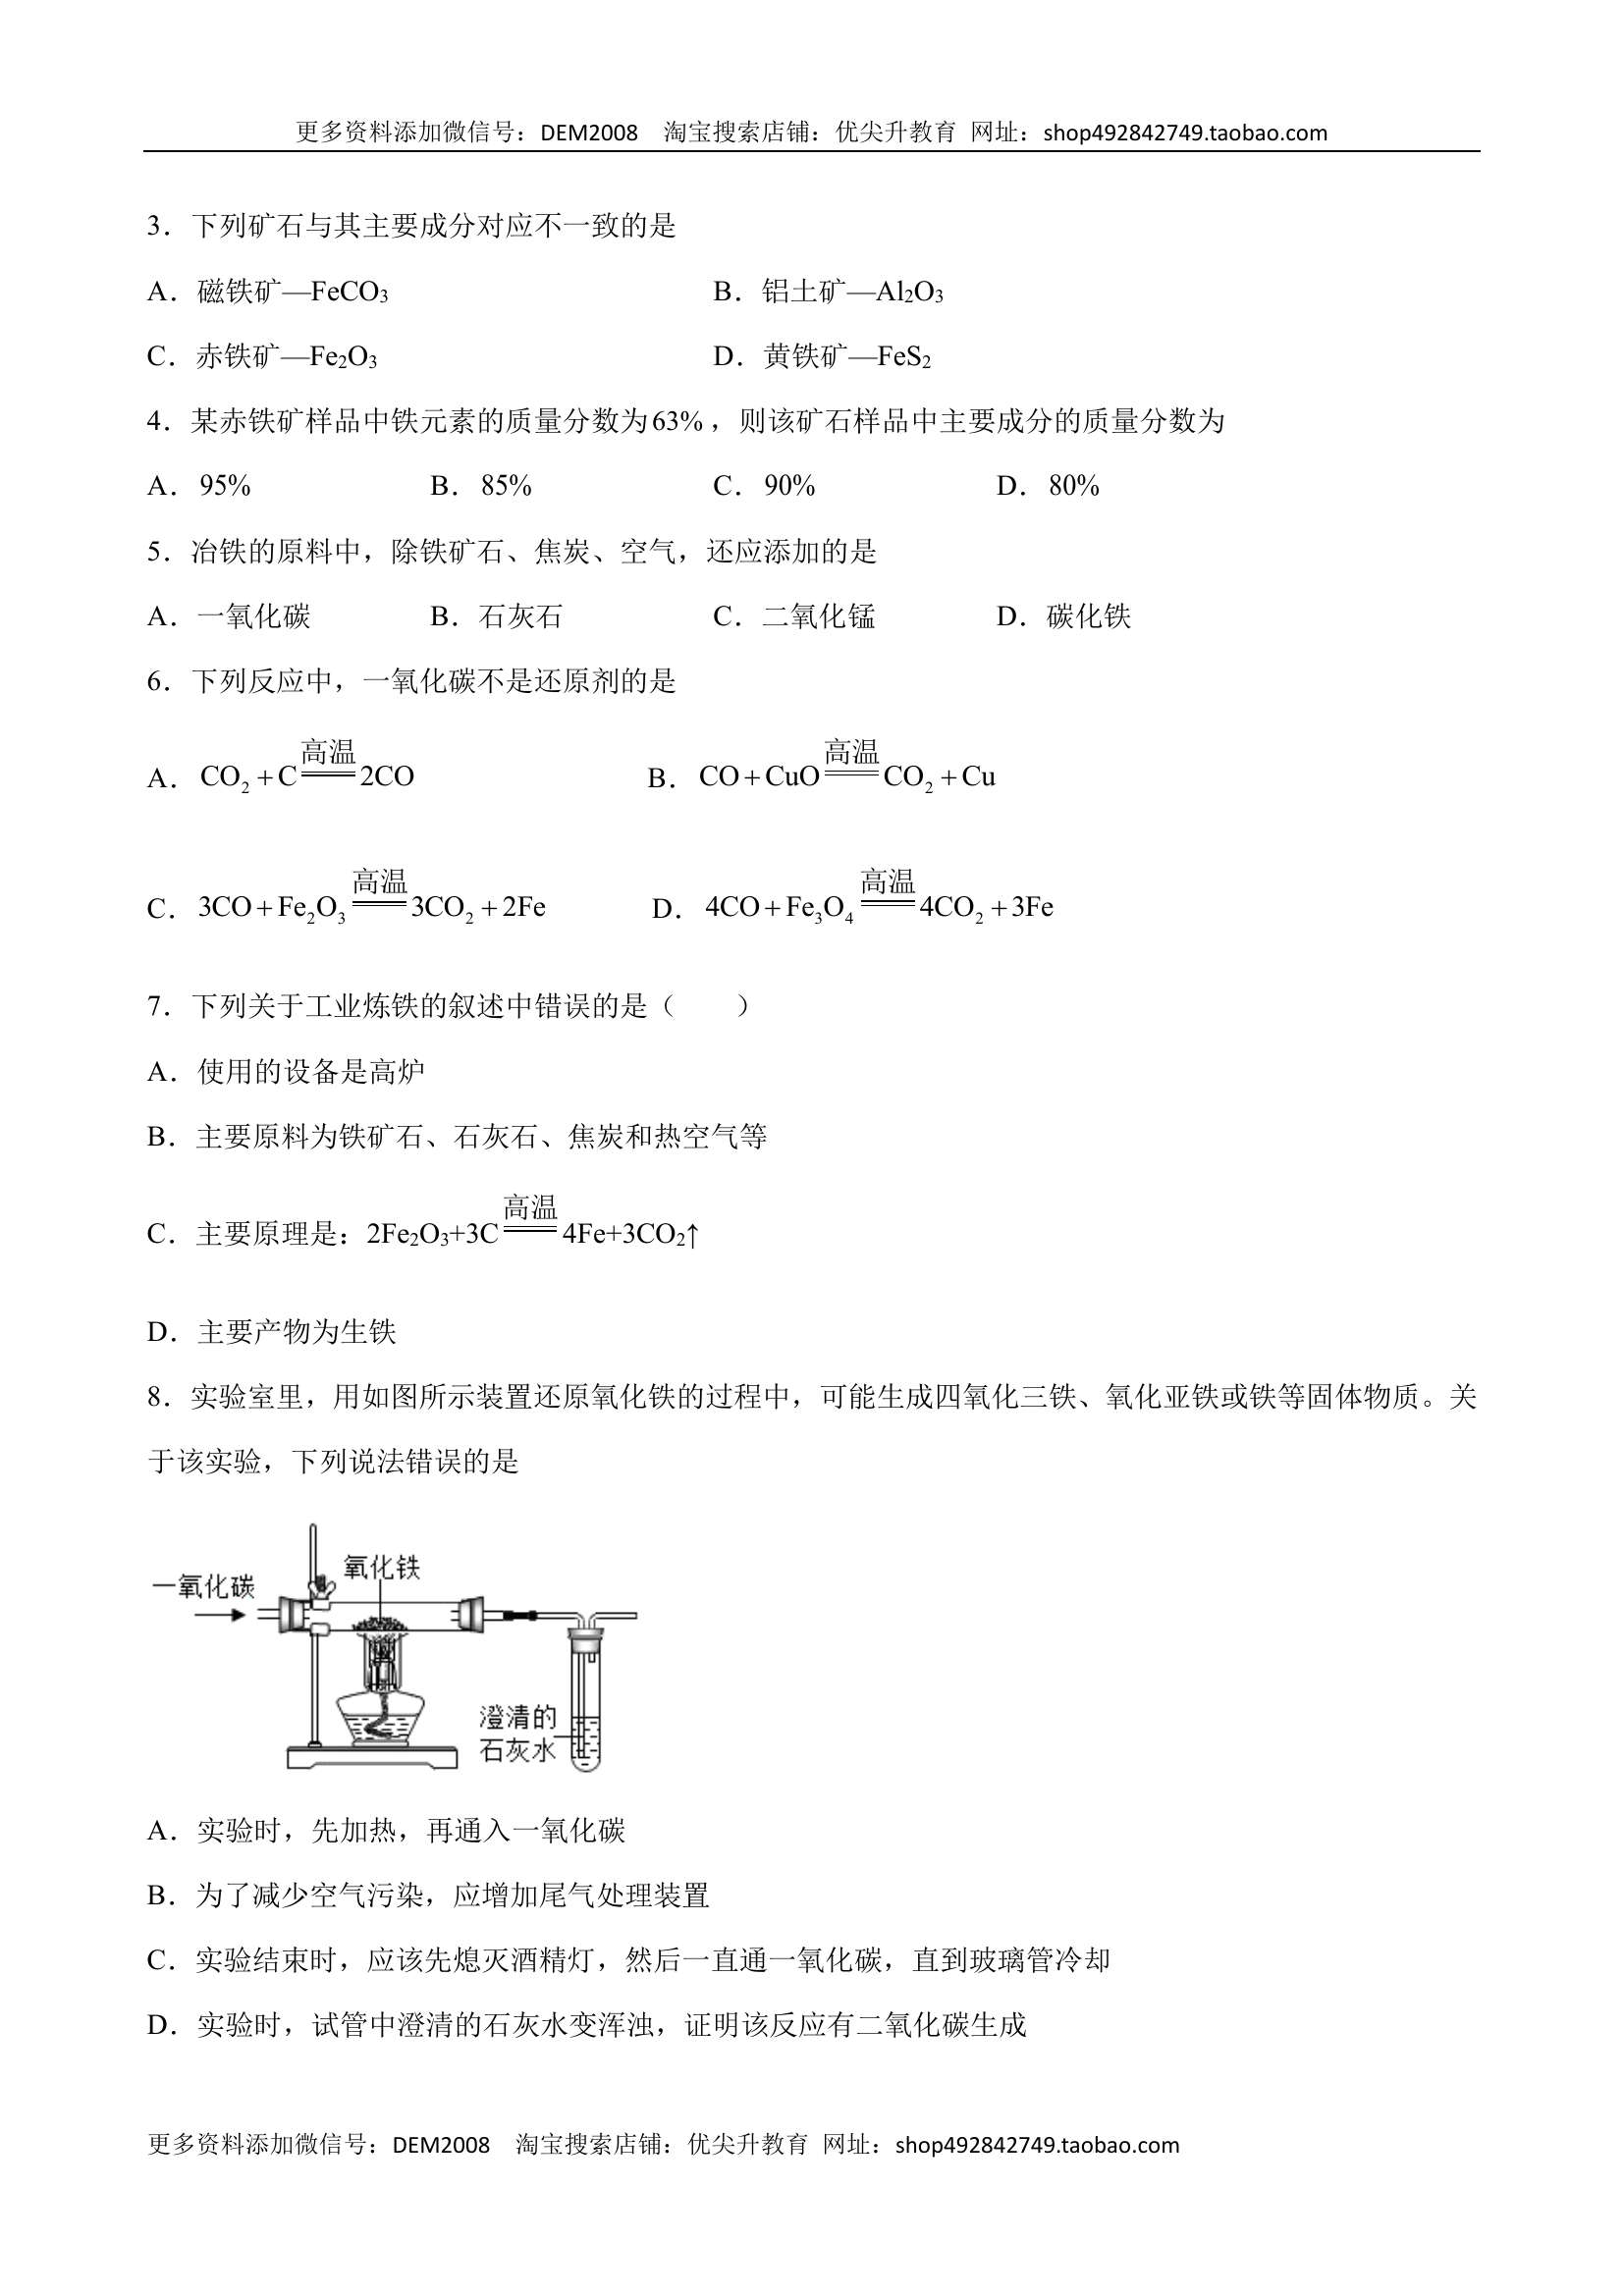 更多资料添加微信号：DEM2008 淘宝搜索店铺：优尖升教育 网址：shop492842749.taobao.com
3．下列矿石与其主要成分对应不一致的是
A．磁铁矿—FeCO₃ B．铝土矿—Al₂O₃
C．赤铁矿—Fe₂O₃ D．黄铁矿—FeS₂
4．某赤铁矿样品中铁元素的质量分数为63%，则该矿石样品中主要成分的质量分数为
A．95% B．85% C．90% D．80%
5．冶铁的原料中，除铁矿石、焦炭、空气，还应添加的是
A．一氧化碳 B．石灰石 C．二氧化锰 D．碳化铁
6．下列反应中，一氧化碳不是还原剂的是
高温 高温
A．CO₂+C══2CO B．CO+CuO══CO₂+Cu
高温 高温
C．3CO+Fe₂O₃══3CO₂+2Fe D．4CO+Fe₃O₄══4CO₂+3Fe
7．下列关于工业炼铁的叙述中错误的是（ ）
A．使用的设备是高炉
B．主要原料为铁矿石、石灰石、焦炭和热空气等
高温
C．主要原理是：2Fe₂O₃+3C══4Fe+3CO₂↑
D．主要产物为生铁
8．实验室里，用如图所示装置还原氧化铁的过程中，可能生成四氧化三铁、氧化亚铁或铁等固体物质。关
于该实验，下列说法错误的是
氧化铁
一氧化碳
澄清的
石灰水
A．实验时，先加热，再通入一氧化碳
B．为了减少空气污染，应增加尾气处理装置
C．实验结束时，应该先熄灭酒精灯，然后一直通一氧化碳，直到玻璃管冷却
D．实验时，试管中澄清的石灰水变浑浊，证明该反应有二氧化碳生成
更多资料添加微信号：DEM2008 淘宝搜索店铺：优尖升教育 网址：shop492842749.taobao.com